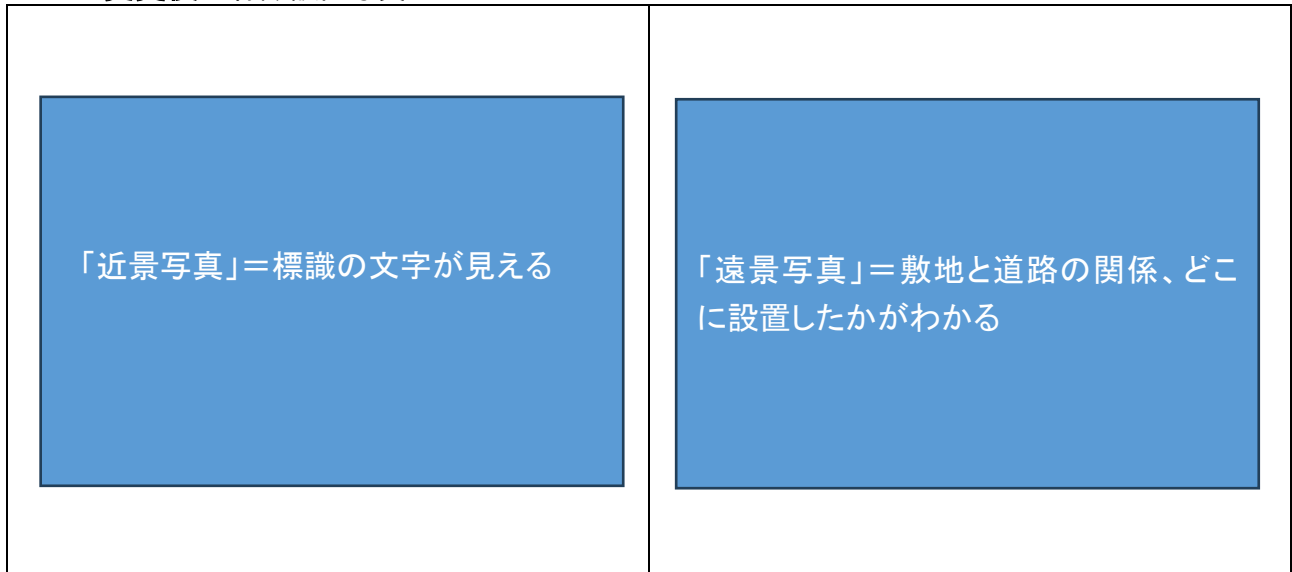 「近景写真」＝標識の文字が見える
「遠景写真」＝敷地と道路の関係、どこ
に設置したかがわかる